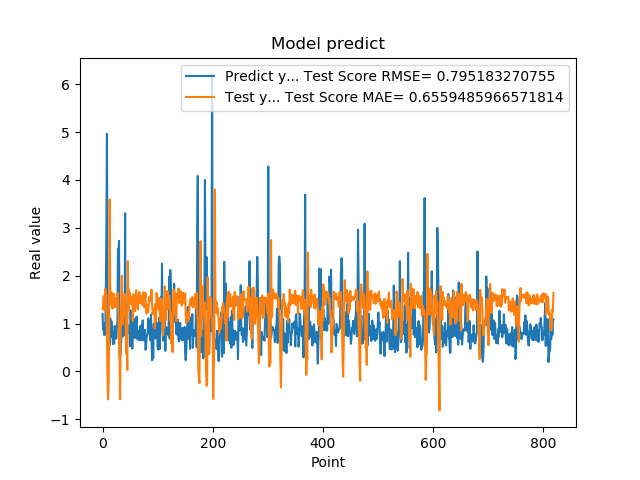 Model predict
Predict y... Test Score RMSE= 0.795183270755
Test y... Test Score MAE= 0.6559485966571814
Real value
6
5
4
3
2
1
0
−1
0 200 400 600 800
Point